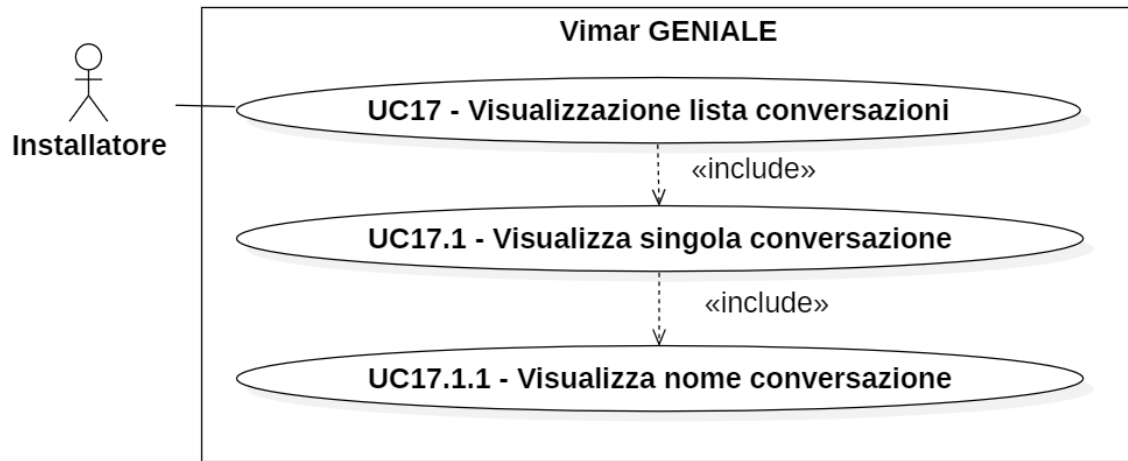 Vimar GENIALE
Installatore
UC17 - Visualizzazione lista conversazioni
«include»
UC17.1 - Visualizza singola conversazione
«include»
UC17.1.1 - Visualizza nome conversazione